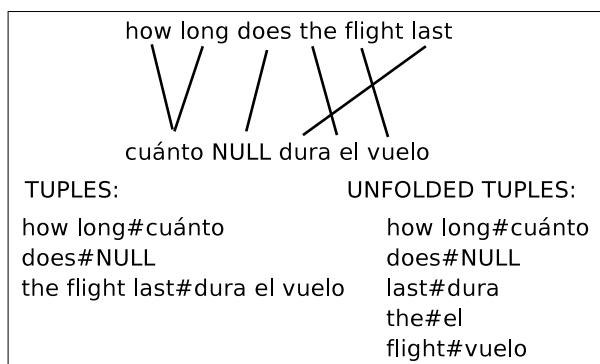 how long does the flight last
cuánto NULL dura el vuelo
TUPLES:
how long#cuánto
does#NULL
the flight last#dura el vuelo
UNFOLDED TUPLES:
how long#cuánto
does#NULL
last#dura
the#el
flight#vuelo